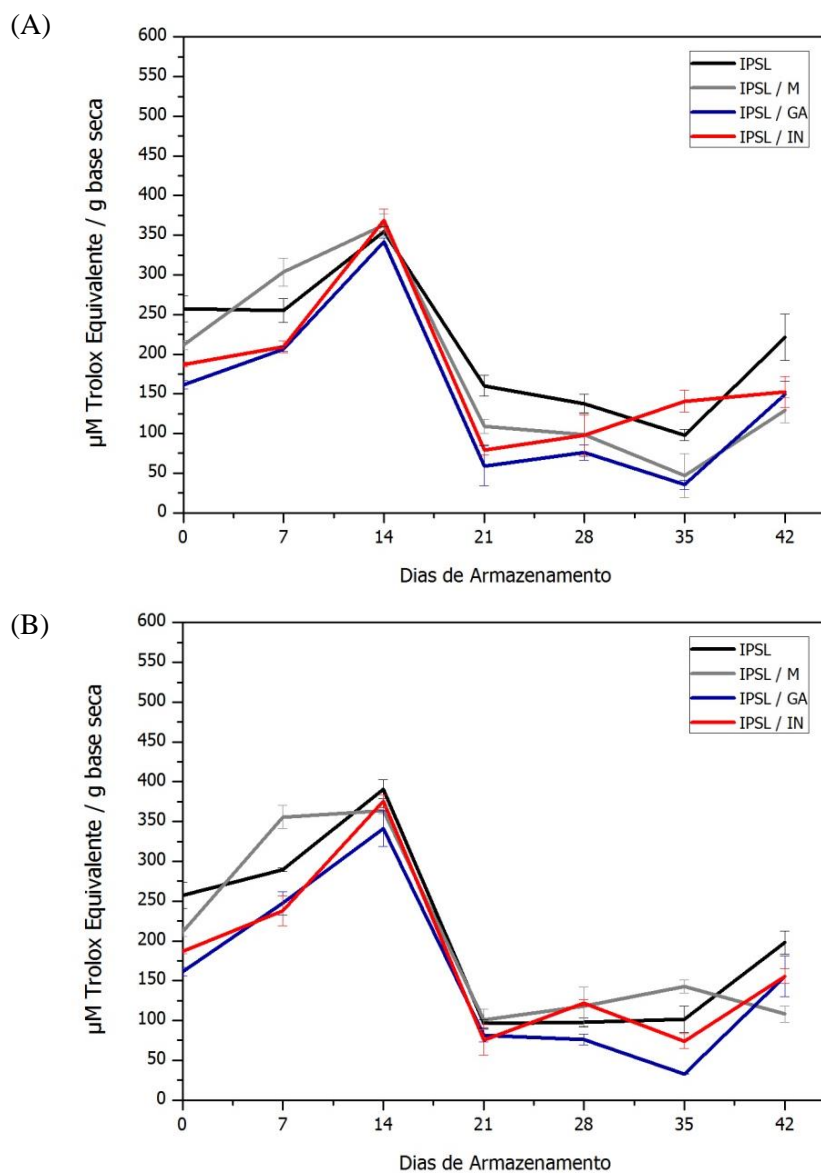 (A)
600
550
500
450
400
350
300
250
200
150
100
50
0
µM Trolox Equivalente / g base seca
IPSL
IPSL / M
IPSL / GA
IPSL / IN
0 7 14 21 28 35 42
Dias de Armazenamento
(B)
600
550
500
450
400
350
300
250
200
150
100
50
0
µM Trolox Equivalente / g base seca
IPSL
IPSL / M
IPSL / GA
IPSL / IN
0 7 14 21 28 35 42
Dias de Armazenamento